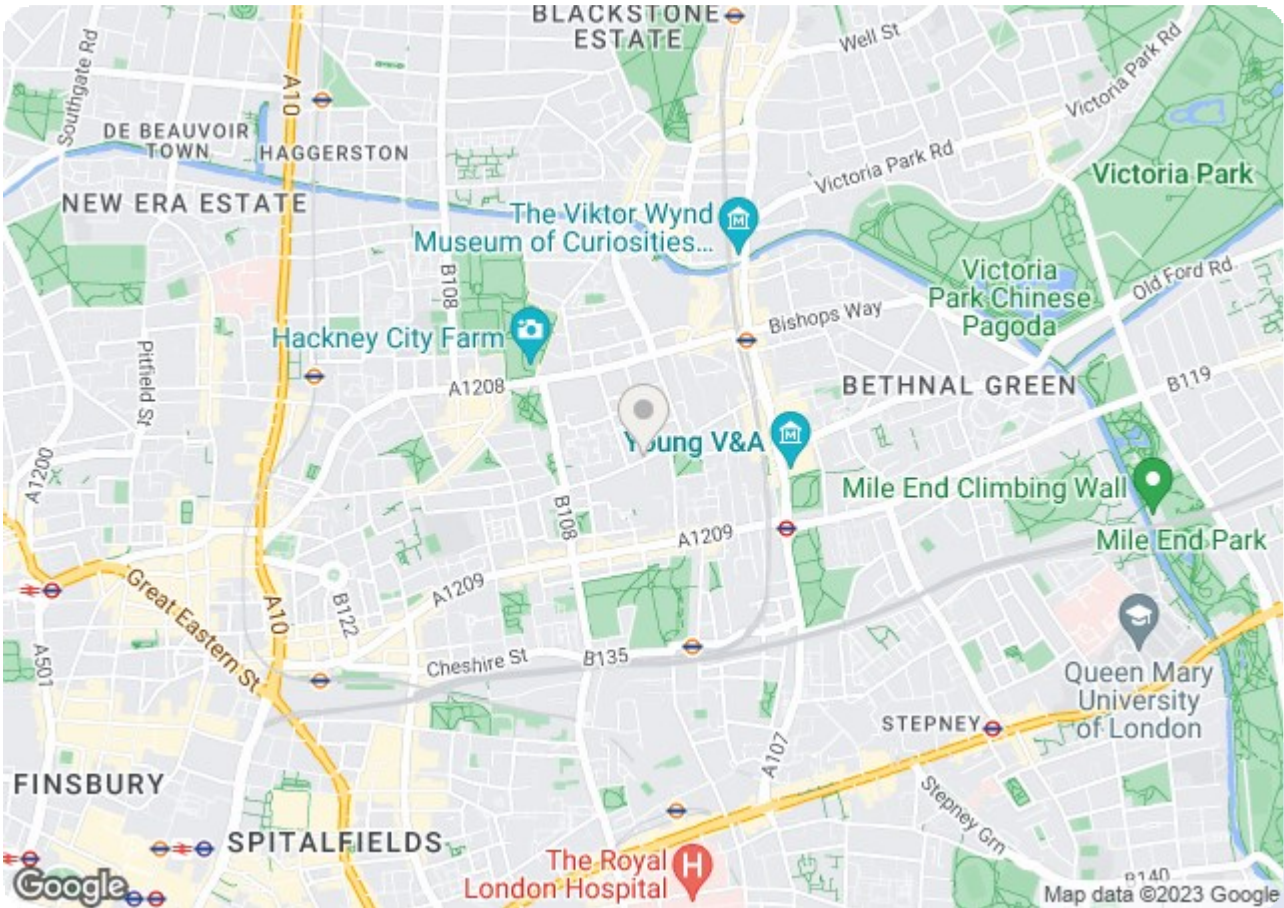 BLACKSTONE
ESTATE
Well St
Southgate Rd
A10
Victoria Park Rd
DE BEAUVOIR
TOWN
HAGGERSTON
Victoria Park Rd
Victoria Park
NEW ERA ESTATE
The Viktor Wynd
Museum of Curiosities...
B108
Victoria
Park Chinese
Pagoda
Old Ford Rd
Hackney City Farm
Bishops Way
Pitfield St
A1208
BETHNAL GREEN
B119
Young V&A
A1200
B108
Mile End Climbing Wall
A1209
Mile End Park
Great Eastern St
A10
B122
A1209
A501
Cheshire St
B135
Queen Mary
University
of London
STEPNEY
A107
FINSBURY
Stepney Grn
SPITALFIELDS
The Royal
London Hospital
H
B140
Google
Map data ©2023 Google